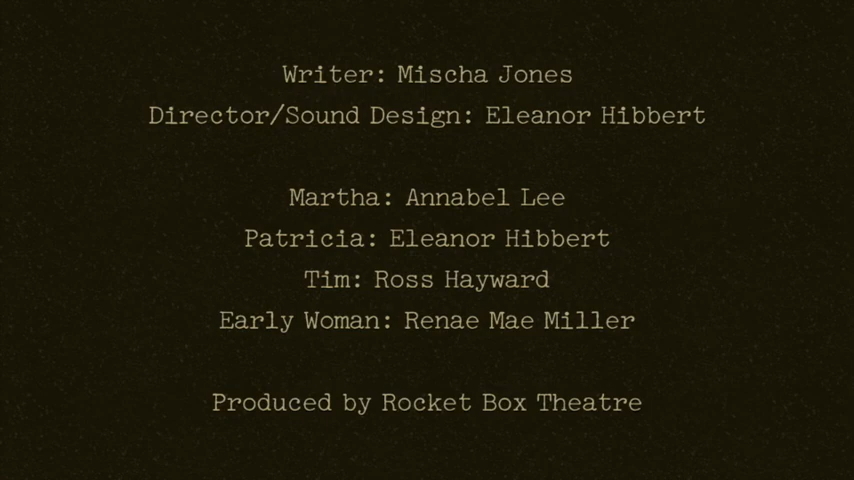 Writer: Mischa Jones
Director/Sound Design: Eleanor Hibbert
Martha: Annabel Lee
Patricia: Eleanor Hibbert
Tim: Ross Hayward
Early Woman: Renae Mae Miller
Produced by Rocket Box Theatre